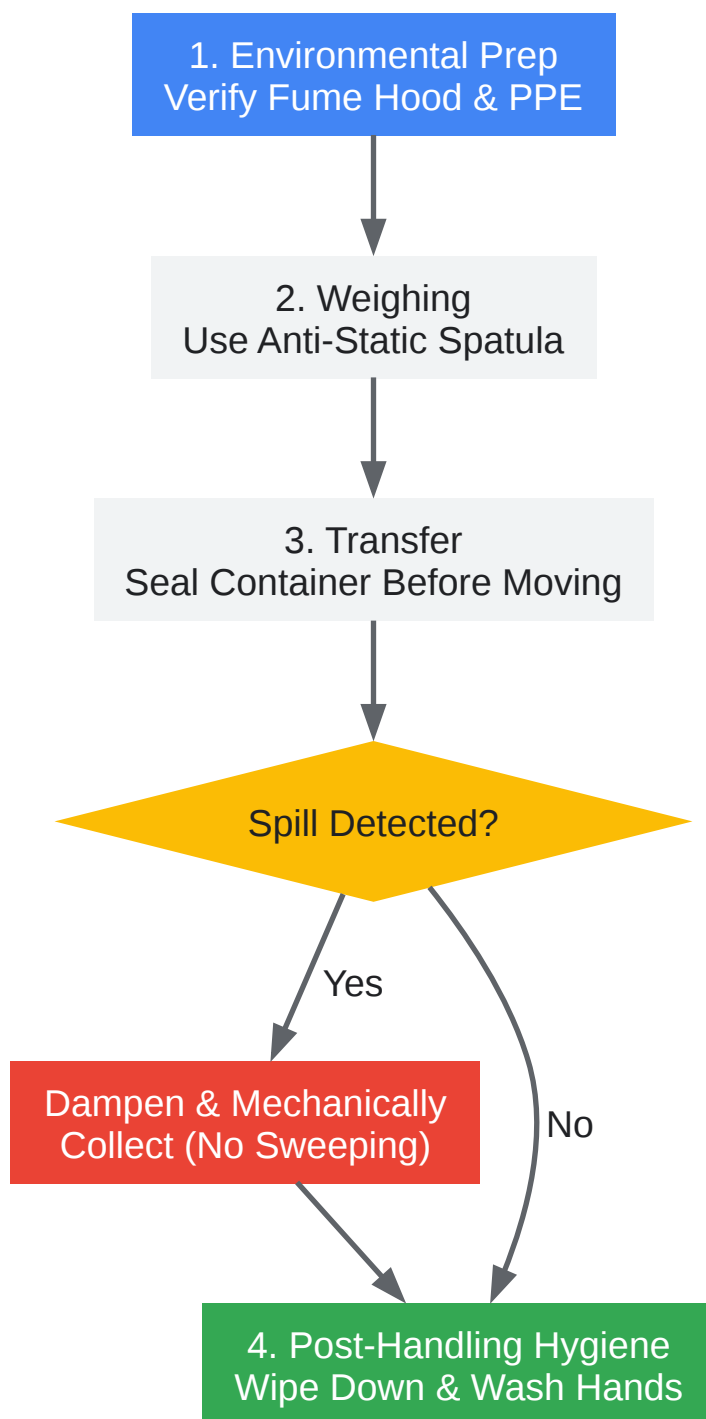 1. Environmental Prep
Verify Fume Hood & PPE
2. Weighing
Use Anti-Static Spatula
3. Transfer
Seal Container Before Moving
Spill Detected?
Yes
Dampen & Mechanically
Collect (No Sweeping)
No
4. Post-Handling Hygiene
Wipe Down & Wash Hands